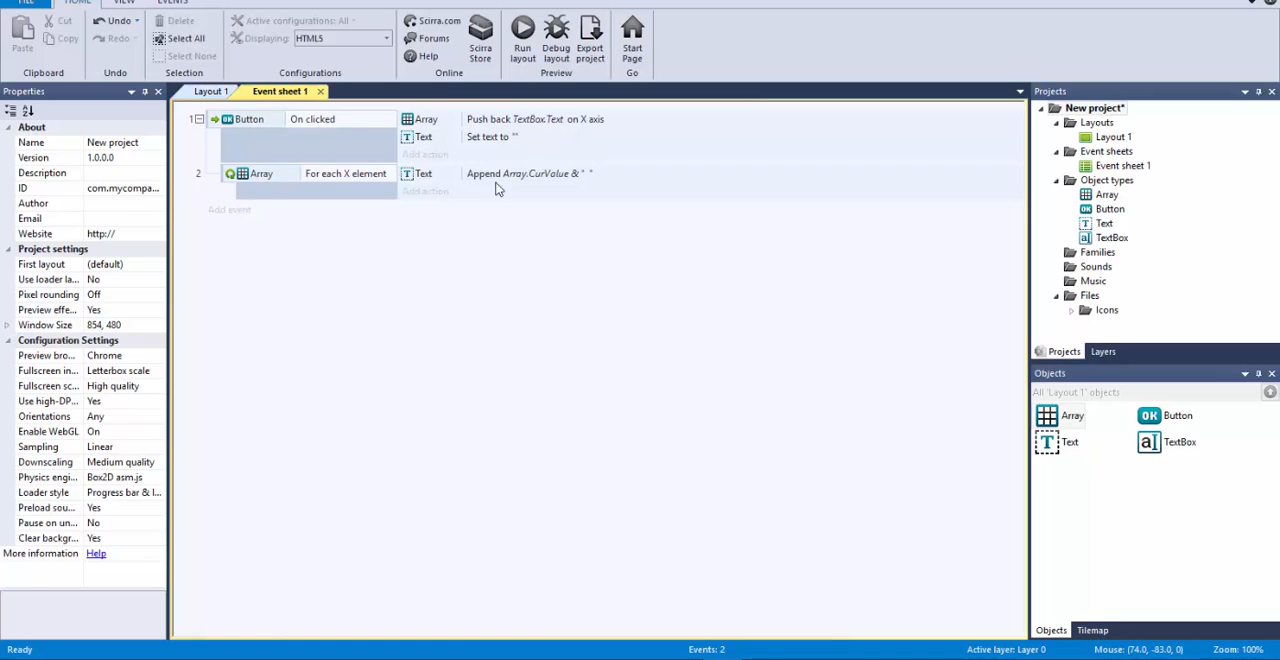 FILE HOME VIEW EVENTS
Paste
Cut
Copy
Clipboard
Undo
Redo
Undo
Delete
Select All
Select None
Selection
Active configurations: All
Displaying: HTML5
Configurations
Scirra.com
Forums
Help
Scirra Store
Online
Run layout
Debug layout
Export project
Preview
Start Page
Go
Properties
About
Name New project
Version 1.0.0.0
Description
ID com.mycompa...
Author
Email
Website http://
Project settings
First layout (default)
Use loader la... No
Pixel rounding Off
Preview effe... Yes
Window Size 854, 480
Configuration Settings
Preview bro... Chrome
Fullscreen in... Letterbox scale
Fullscreen sc... High quality
Use high-DP... Yes
Orientations Any
Enable WebGL On
Sampling Linear
Downscaling Medium quality
Physics engi... Box2D asm.js
Loader style Progress bar & l...
Preload sou... Yes
Pause on un... No
Clear backgr... Yes
More information Help
Layout 1 Event sheet 1
1 OK Button On clicked Array Push back TextBox.Text on X axis
T Text Set text to ""
Add action
2 Array For each X element T Text Append Array.CurValue & " "
Add action
Add event
Projects
New project*
Layouts
Layout 1
Event sheets
Event sheet 1
Object types
Array
Button
Text
TextBox
Families
Sounds
Music
Files
Icons
Projects Layers
Objects
All 'Layout 1' objects
Array OK Button
T Text aI TextBox
Objects Tilemap
Ready Events: 2 Active layer: Layer 0 Mouse: (74.0, -83.0, 0) Zoom: 100%